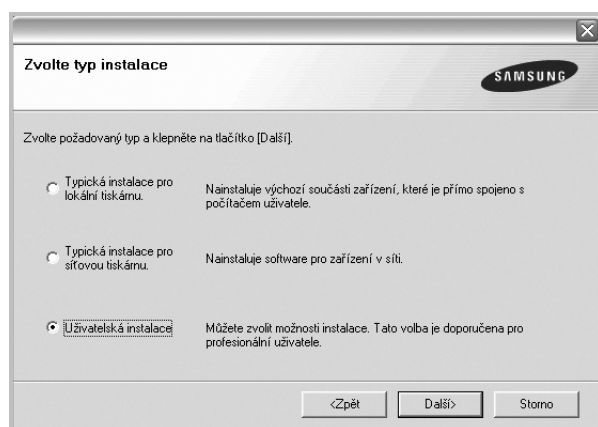 Zvolte typ instalace
SAMSUNG
Zvolte požadovaný typ a klepněte na tlačítko [Další].
Typická instalace pro
lokální tiskárnu.
Nainstaluje výchozí součásti zařízení, které je přímo spojeno s
počítačem uživatele.
Typická instalace pro
síťovou tiskárnu.
Nainstaluje software pro zařízení v síti.
Uživatelská instalace
Můžete zvolit možnosti instalace. Tato volba je doporučena pro
profesionální uživatele.
<Zpět
Další>
Storno